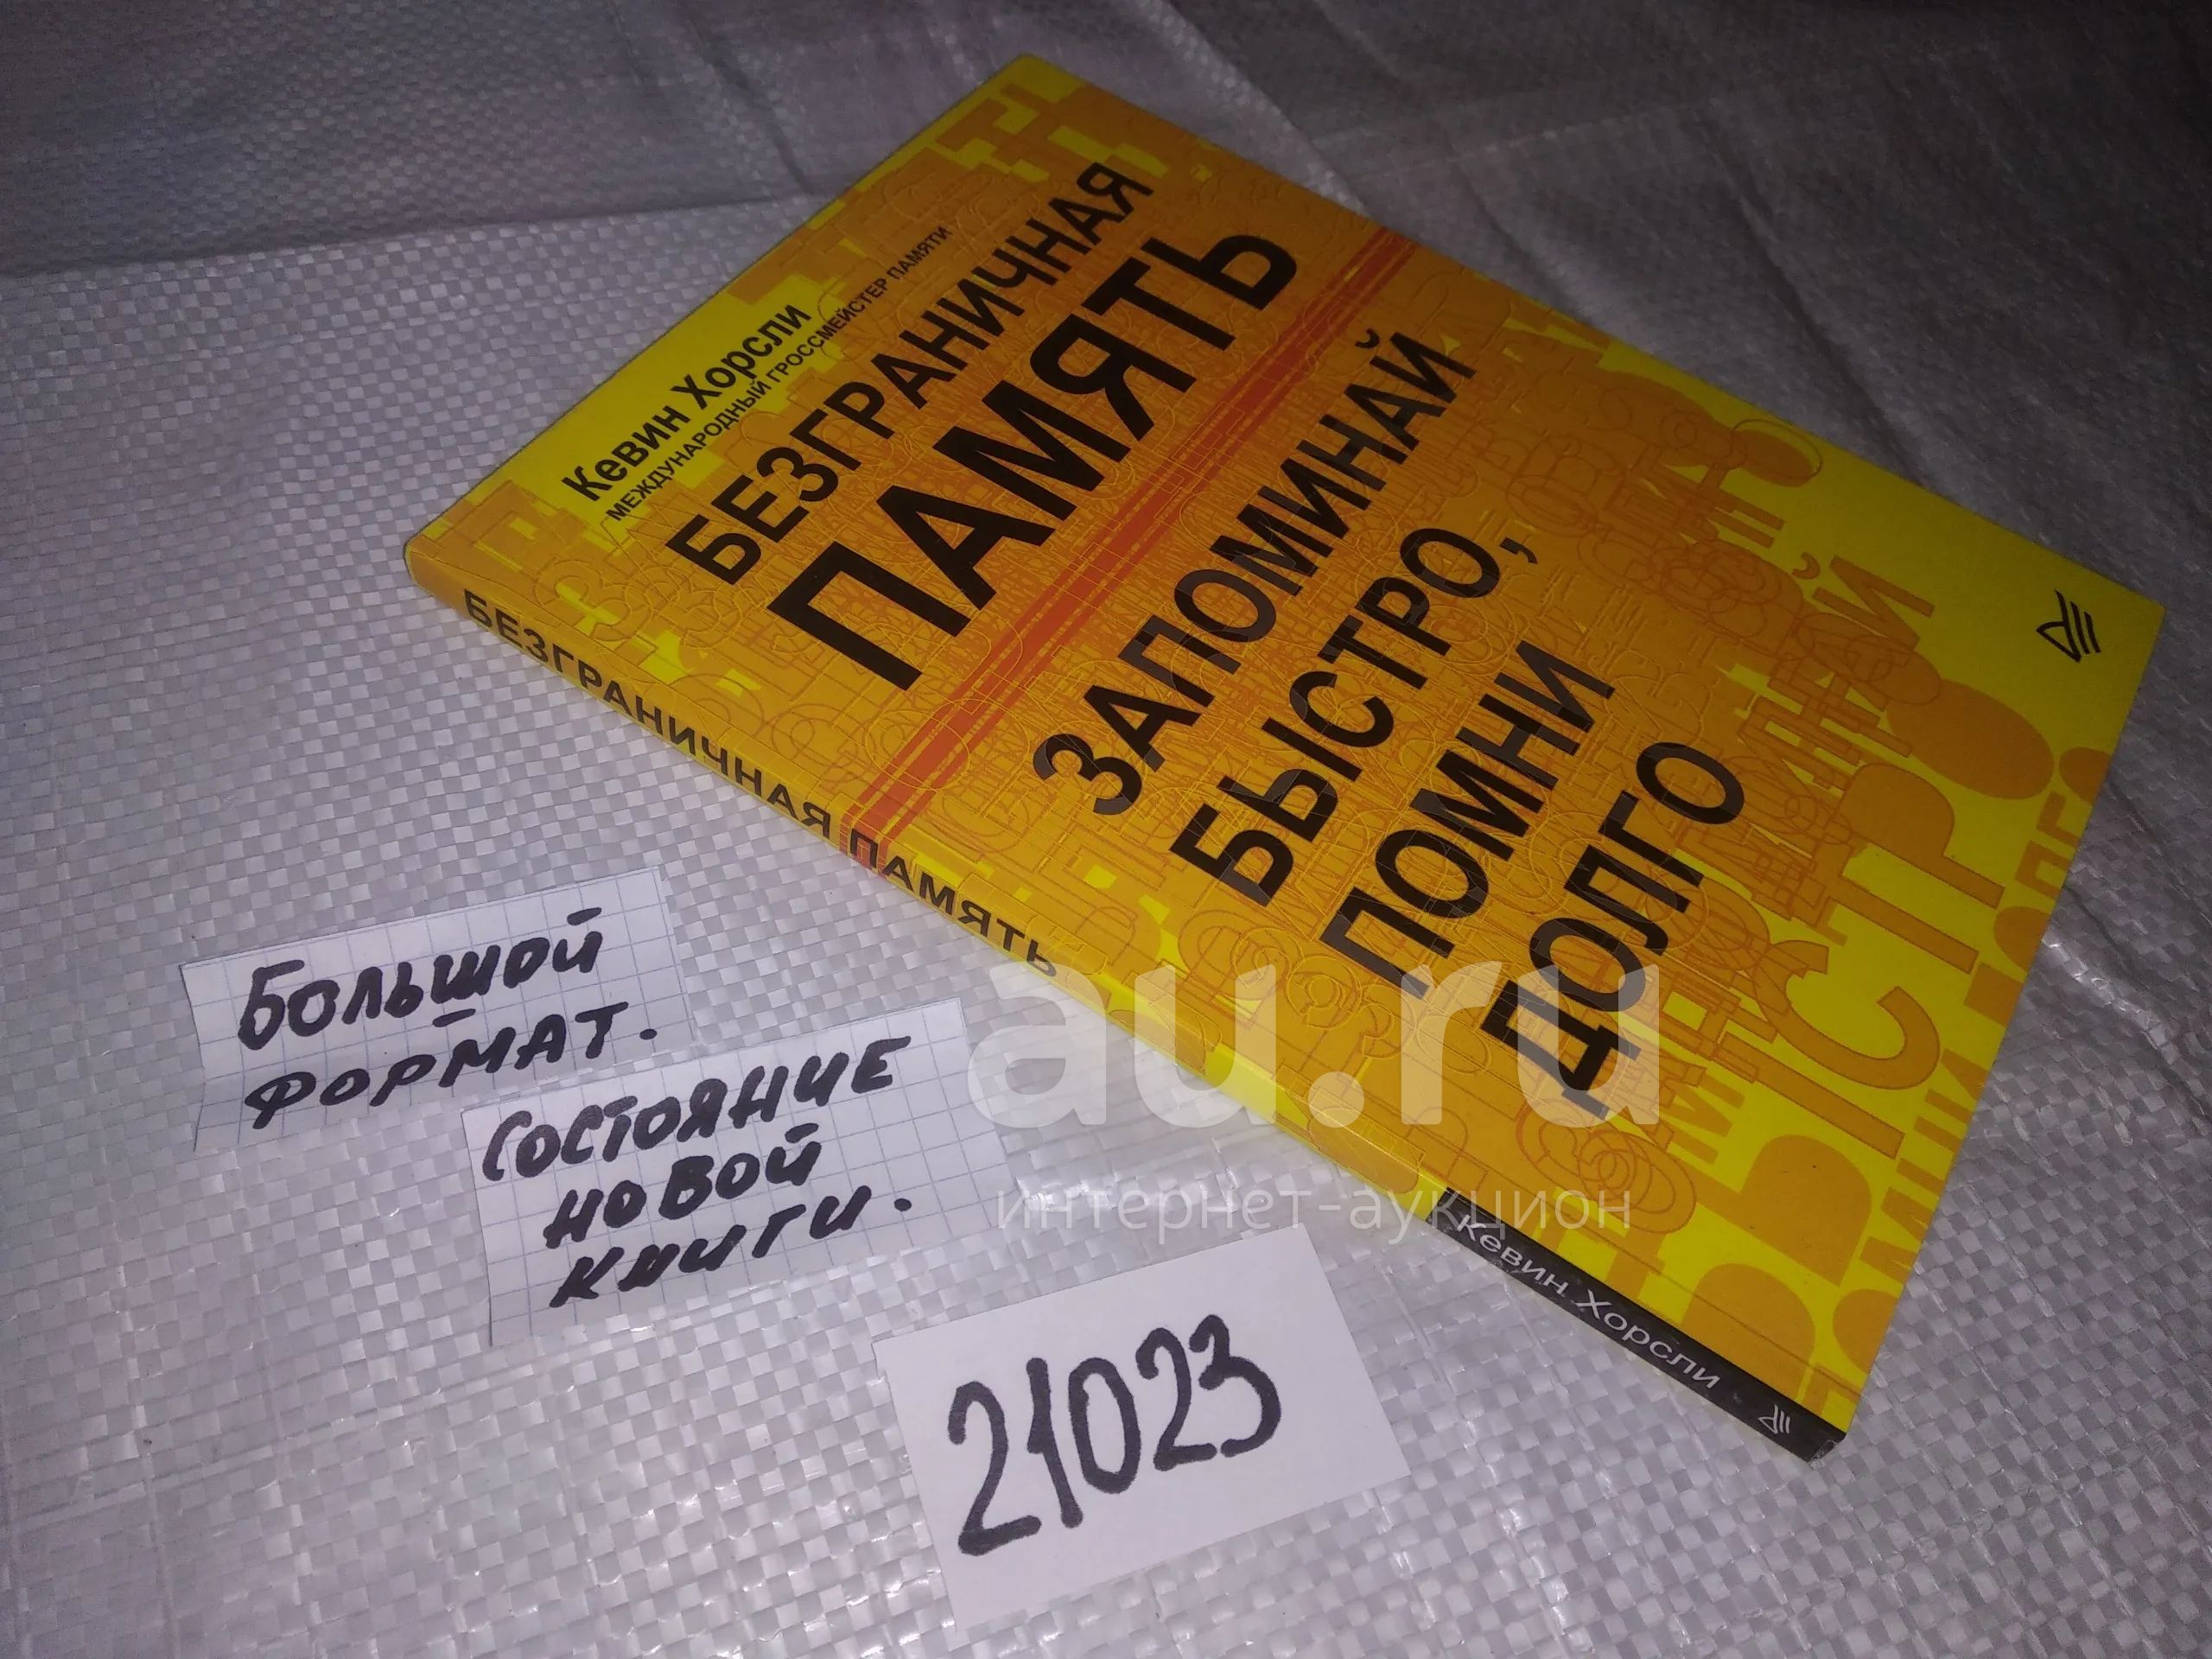 Кевин Хорсли
МЕЖДУНАРОДНЫЙ ГРОССМЕЙСТЕР ПАМЯТИ
БЕЗГРАНИЧНАЯ
ПАМЯТЬ
ЗАПОМИНАЙ
БЫСТРО,
ПОМНИ
ДОЛГО
БЕЗГРАНИЧНАЯ ПАМЯТЬ
Кевин Хорсли
БОЛЬШОЙ
ФОРМАТ.
СОСТОЯНИЕ
НОВОЙ
КНИГИ.
21023
au.ru
интернет-аукцион